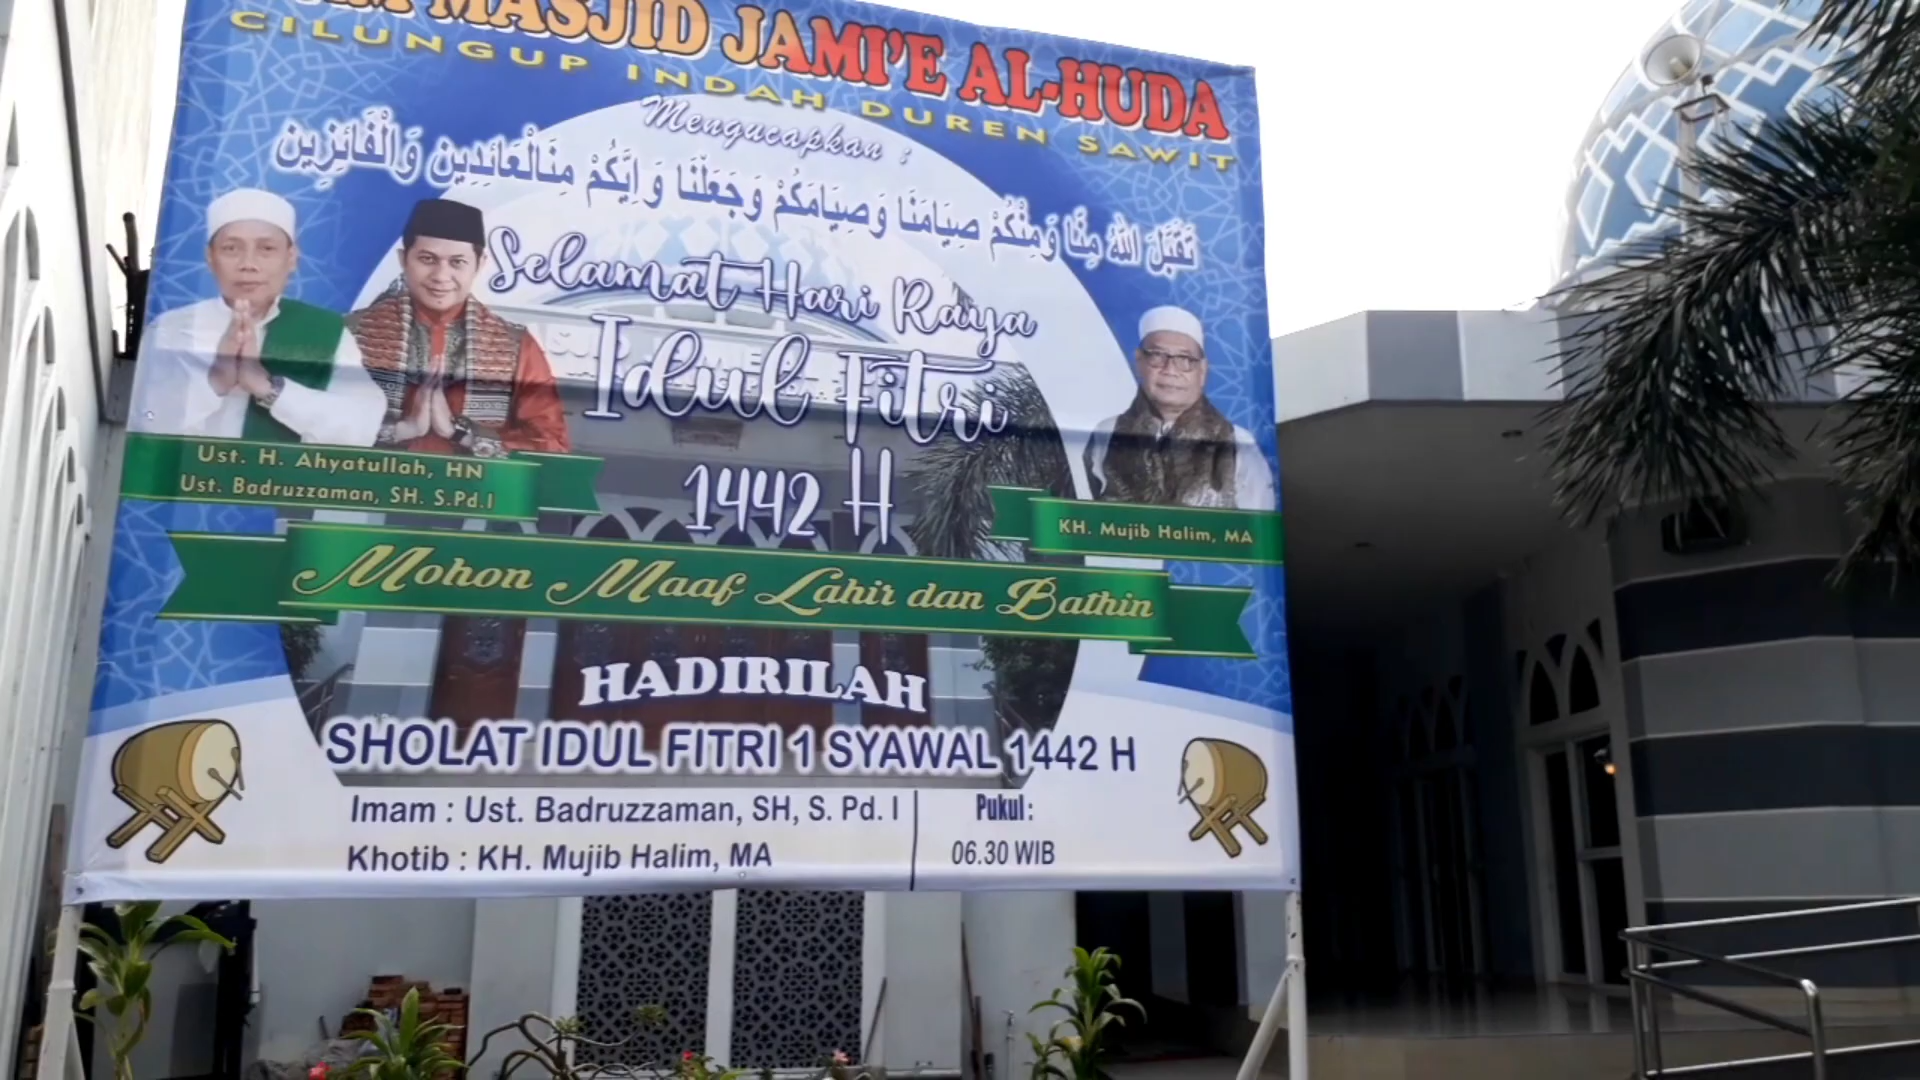 MASJID JAMI'E AL-HUDA
CILUNGUP INDAH DUREN SAWIT
Mengucapkan :
تَقَبَّلَ اللهُ مِنَّا وَمِنْكُمْ صِيَامَنَا وَصِيَامَكُمْ وَجَعَلْنَا وَإِيَّكُمْ مِنَالْعَائِدِين وَالْفَائِزِين
Selamat Hari Raya
Idul Fitri
1442 H
Ust. H. Ahyatullah, HN
Ust. Badruzzaman, SH. S.Pd.I
KH. Mujib Halim, MA
Mohon Maaf Lahir dan Bathin
HADIRILAH
SHOLAT IDUL FITRI 1 SYAWAL 1442 H
Imam : Ust. Badruzzaman, SH, S. Pd. I
Khotib : KH. Mujib Halim, MA
Pukul :
06.30 WIB